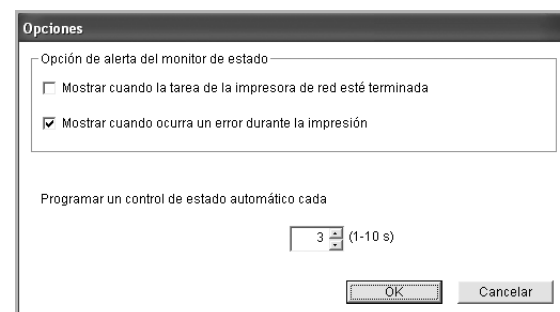 Opciones
Opción de alerta del monitor de estado
Mostrar cuando la tarea de la impresora de red esté terminada
Mostrar cuando ocurra un error durante la impresión
Programar un control de estado automático cada
3 (1-10 s)
OK Cancelar